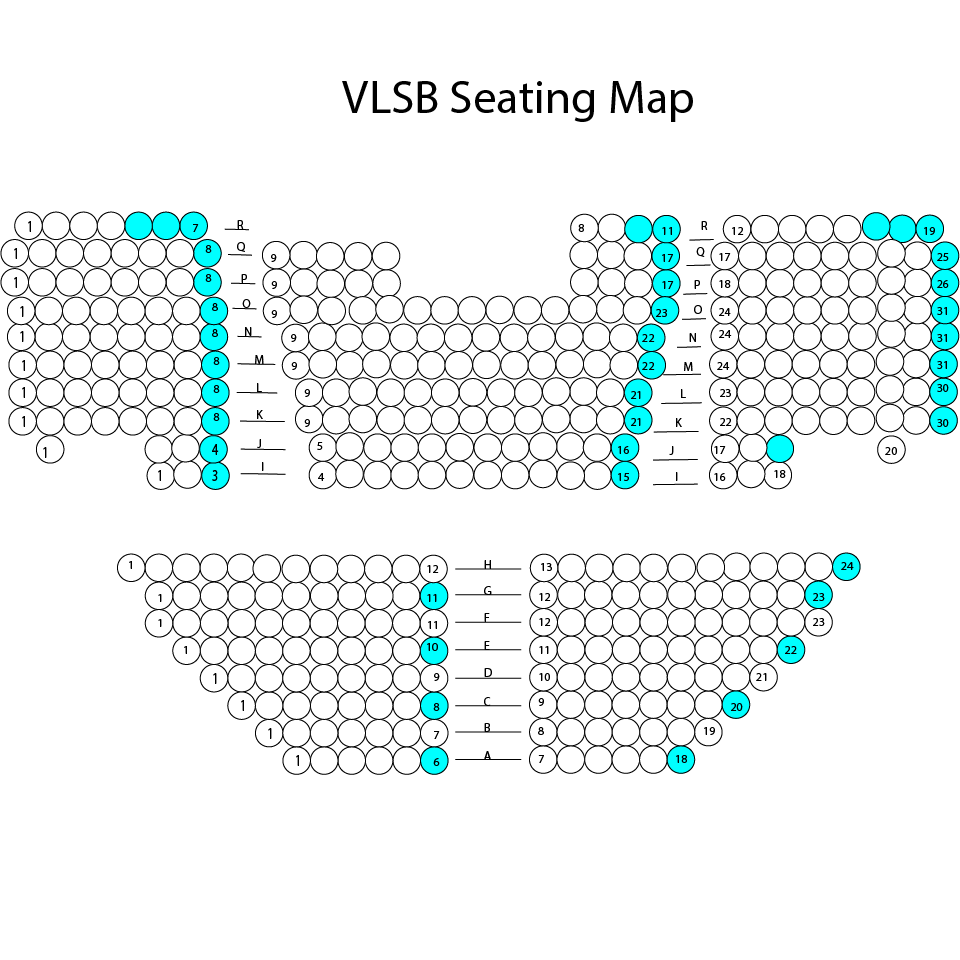 VLSB Seating Map
1 7 R 8 11 R 12 19
1 8 Q 9 17 Q 17 25
1 8 P 9 17 P 18 26
1 8 O 9 23 O 24 31
1 8 N 9 22 N 24 31
1 8 M 9 22 M 24 31
1 8 L 9 21 L 23 30
1 8 K 9 21 K 22 30
1 4 J 5 16 J 17 20
1 3 I 4 15 I 16 18
1 12 H 13 24
1 11 G 12 23
1 11 F 12 23
1 10 E 11 22
1 9 D 10 21
1 8 C 9 20
1 7 B 8 19
1 6 A 7 18